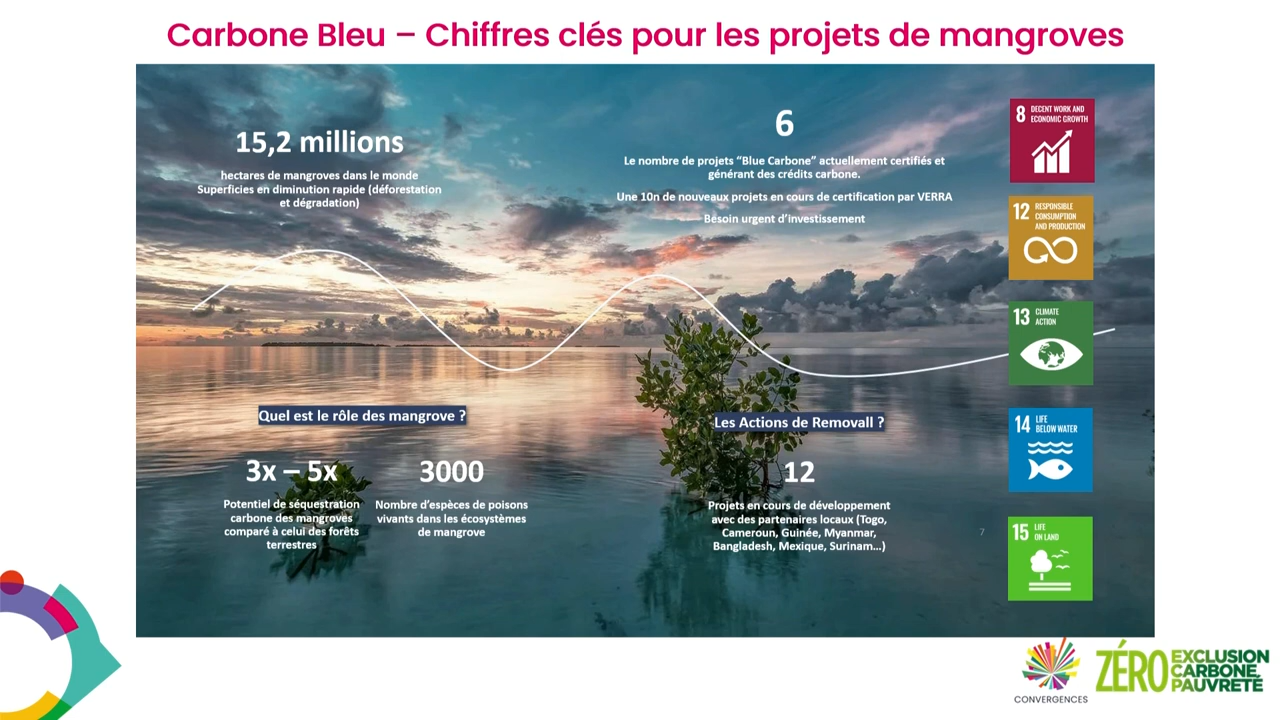 Carbone Bleu – Chiffres clés pour les projets de mangroves
15,2 millions
hectares de mangroves dans le monde
Superficies en diminution rapide (déforestation
et dégradation)
6
Le nombre de projets “Blue Carbone” actuellement certifiés et
générant des crédits carbone.
Une 10n de nouveaux projets en cours de certification par VERRA
Besoin urgent d’investissement
Quel est le rôle des mangrove ?
3x – 5x
Potentiel de séquestration
carbone des mangroves
comparé à celui des forêts
terrestres
3000
Nombre d’espèces de poisons
vivants dans les écosystèmes
de mangrove
Les Actions de Removall ?
12
Projets en cours de développement
avec des partenaires locaux (Togo,
Cameroun, Guinée, Myanmar,
Bangladesh, Mexique, Surinam…)
7
8 DECENT WORK AND
ECONOMIC GROWTH
12 RESPONSIBLE
CONSUMPTION
AND PRODUCTION
13 CLIMATE
ACTION
14 LIFE
BELOW WATER
15 LIFE
ON LAND
CONVERGENCES
ZÉRO EXCLUSION
CARBONE
PAUVRETÉ